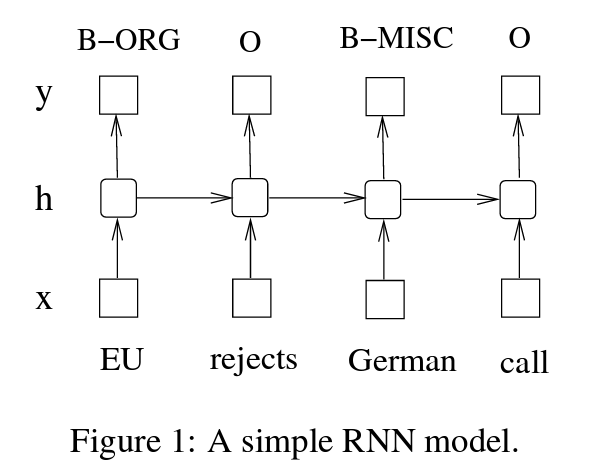 B–ORG O B–MISC O
y
h
x
EU rejects German call
Figure 1: A simple RNN model.